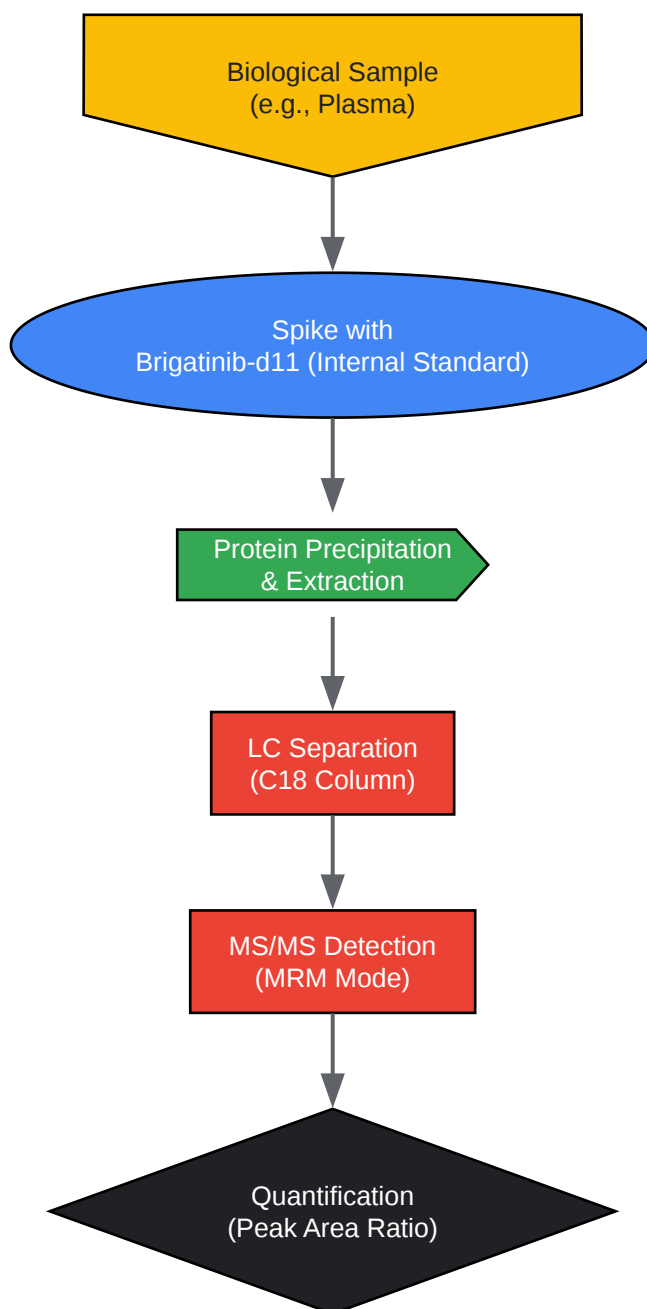 Biological Sample
(e.g., Plasma)
Spike with
Brigatinib-d11 (Internal Standard)
Protein Precipitation
& Extraction
LC Separation
(C18 Column)
MS/MS Detection
(MRM Mode)
Quantification
(Peak Area Ratio)